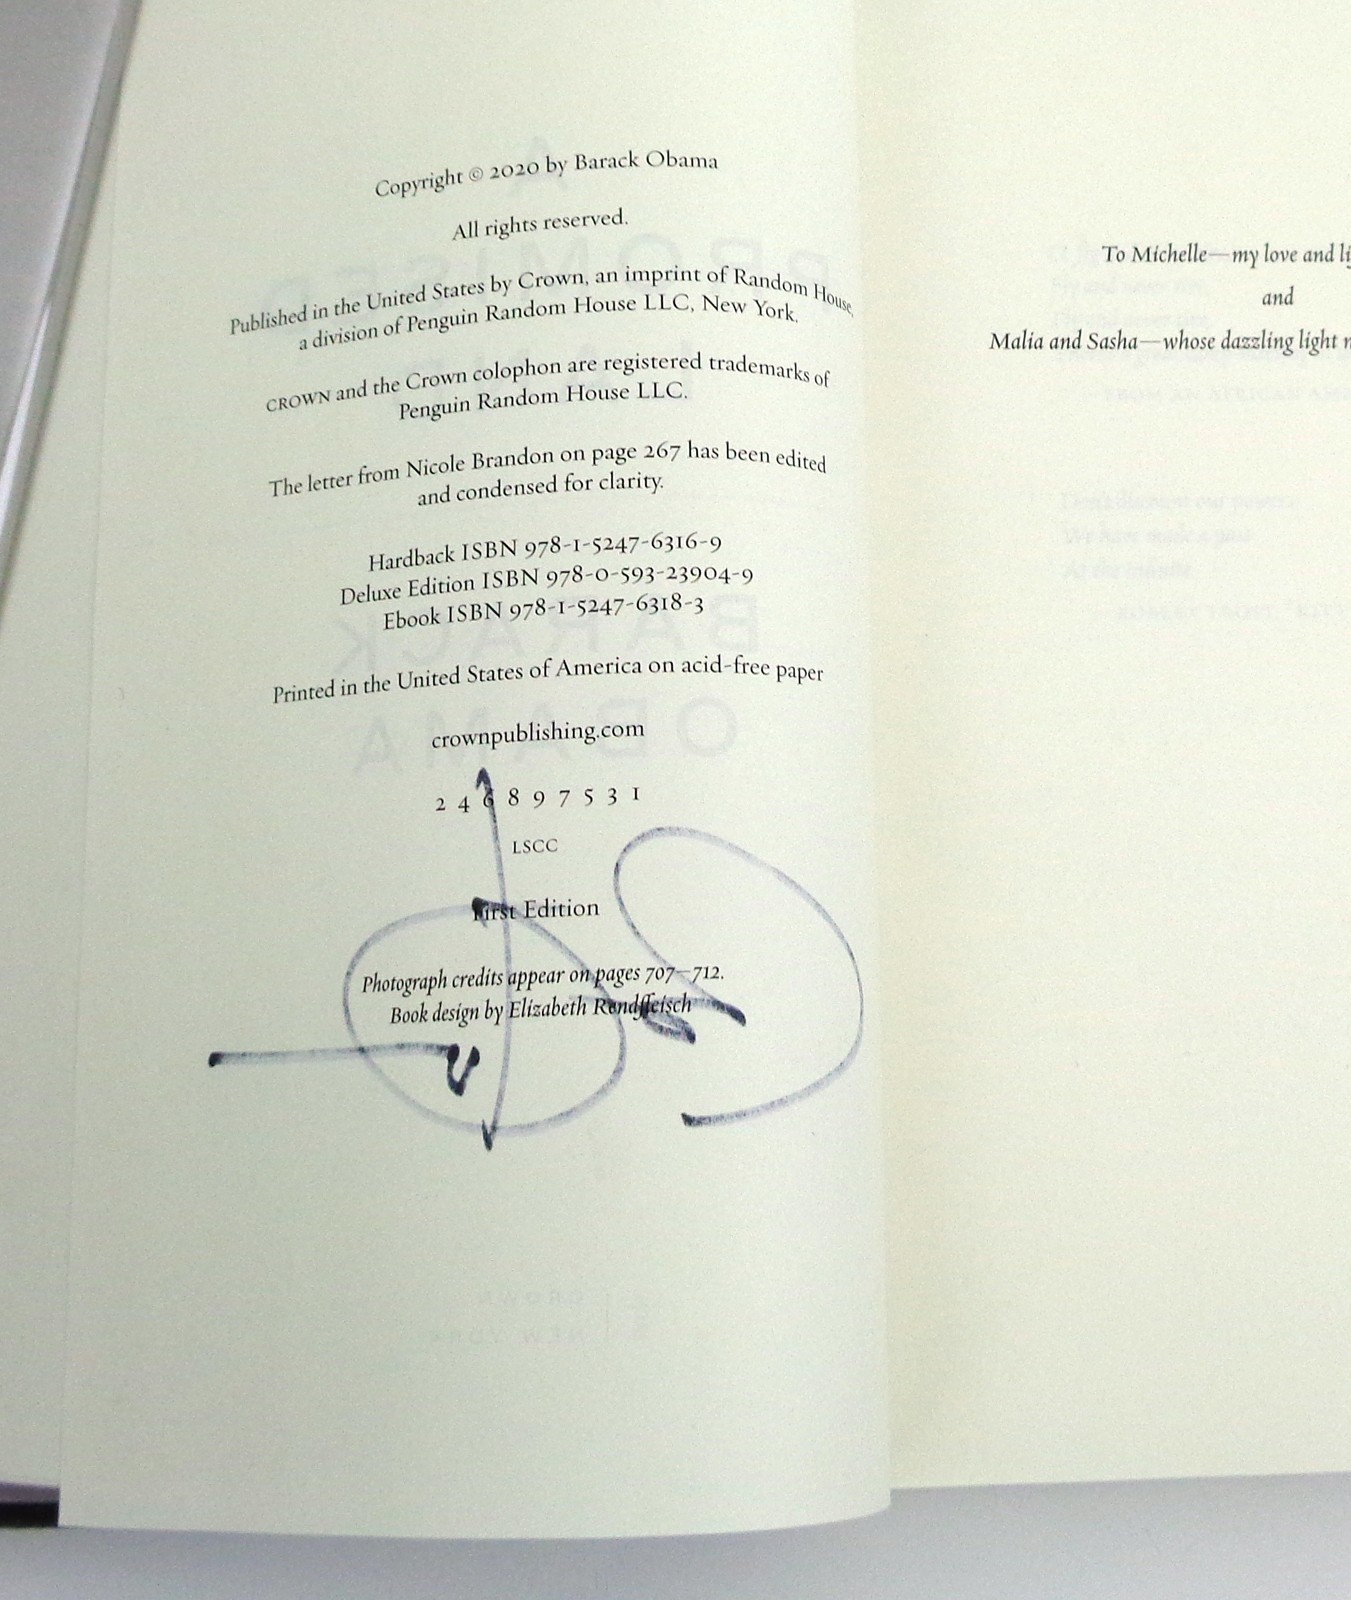 Copyright © 2020 by Barack Obama
All rights reserved.
Published in the United States by Crown, an imprint of Random House,
a division of Penguin Random House LLC, New York.
CROWN and the Crown colophon are registered trademarks of
Penguin Random House LLC.
The letter from Nicole Brandon on page 267 has been edited
and condensed for clarity.
Hardback ISBN 978-1-5247-6316-9
Deluxe Edition ISBN 978-0-593-23904-9
Ebook ISBN 978-1-5247-6318-3
Printed in the United States of America on acid-free paper
crownpublishing.com
2 4 6 8 9 7 5 3 1
LSCC
First Edition
Photograph credits appear on pages 707–712.
Book design by Elizabeth Rendfleisch
To Michelle—my love and
and
Malia and Sasha—whose dazzling light